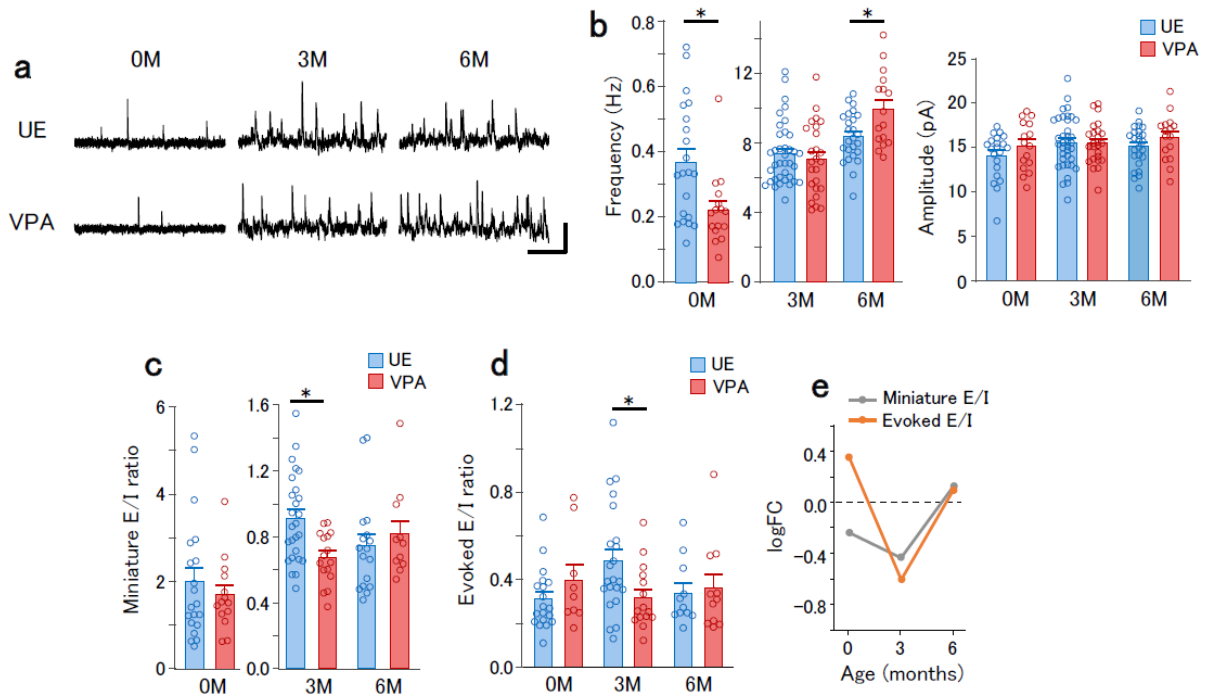 a
0M 3M 6M
UE
VPA
b
UE
VPA
* *
Frequency (Hz)
0.8
0.6
0.4
0.2
0.0
12
8
4
0
0M 3M 6M
Amplitude (pA)
25
20
15
10
5
0
0M 3M 6M
c
UE
VPA
*
Miniature E/I ratio
6
4
2
0
1.6
1.2
0.8
0.4
0.0
0M 3M 6M
d
UE
VPA
*
Evoked E/I ratio
1.2
0.8
0.4
0.0
0M 3M 6M
e
Miniature E/I
Evoked E/I
logFC
0.4
0.0
-0.4
-0.8
0 3 6
Age (months)